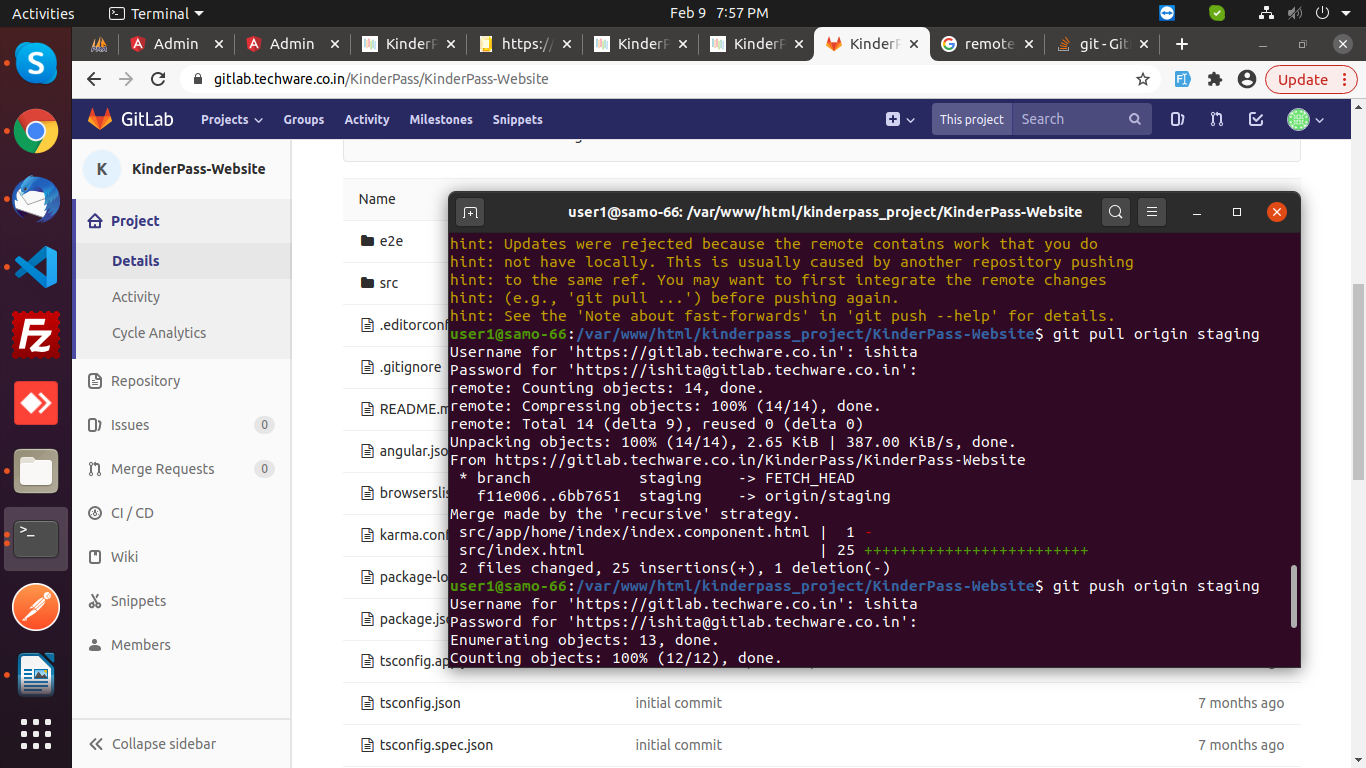 Activities
Terminal
Feb 9 7:57 PM
Admin
Admin
KinderP
https:/
KinderP
KinderP
KinderP
remote
git - Git
Update
gitlab.techware.co.in/KinderPass/KinderPass-Website
GitLab
Projects
Groups
Activity
Milestones
Snippets
This project
Search
K
KinderPass-Website
Project
Details
Activity
Cycle Analytics
Repository
Issues
0
Merge Requests
0
CI / CD
Wiki
Snippets
Members
Collapse sidebar
Name
e2e
src
.editorconf
.gitignore
README.m
angular.jso
browserslis
karma.conf
package-lo
package.jso
tsconfig.ap
tsconfig.json
initial commit
7 months ago
tsconfig.spec.json
initial commit
7 months ago
user1@samo-66: /var/www/html/kinderpass_project/KinderPass-Website
hint: Updates were rejected because the remote contains work that you do
hint: not have locally. This is usually caused by another repository pushing
hint: to the same ref. You may want to first integrate the remote changes
hint: (e.g., 'git pull ...') before pushing again.
hint: See the 'Note about fast-forwards' in 'git push --help' for details.
user1@samo-66:/var/www/html/kinderpass_project/KinderPass-Website$ git pull origin staging
Username for 'https://gitlab.techware.co.in': ishita
Password for 'https://ishita@gitlab.techware.co.in':
remote: Counting objects: 14, done.
remote: Compressing objects: 100% (14/14), done.
remote: Total 14 (delta 9), reused 0 (delta 0)
Unpacking objects: 100% (14/14), 2.65 KiB | 387.00 KiB/s, done.
From https://gitlab.techware.co.in/KinderPass/KinderPass-Website
 * branch            staging    -> FETCH_HEAD
   f11e006..6bb7651  staging    -> origin/staging
Merge made by the 'recursive' strategy.
 src/app/home/index/index.component.html |  1 -
 src/index.html                          | 25 +++++++++++++++++++++++++
 2 files changed, 25 insertions(+), 1 deletion(-)
user1@samo-66:/var/www/html/kinderpass_project/KinderPass-Website$ git push origin staging
Username for 'https://gitlab.techware.co.in': ishita
Password for 'https://ishita@gitlab.techware.co.in':
Enumerating objects: 13, done.
Counting objects: 100% (12/12), done.